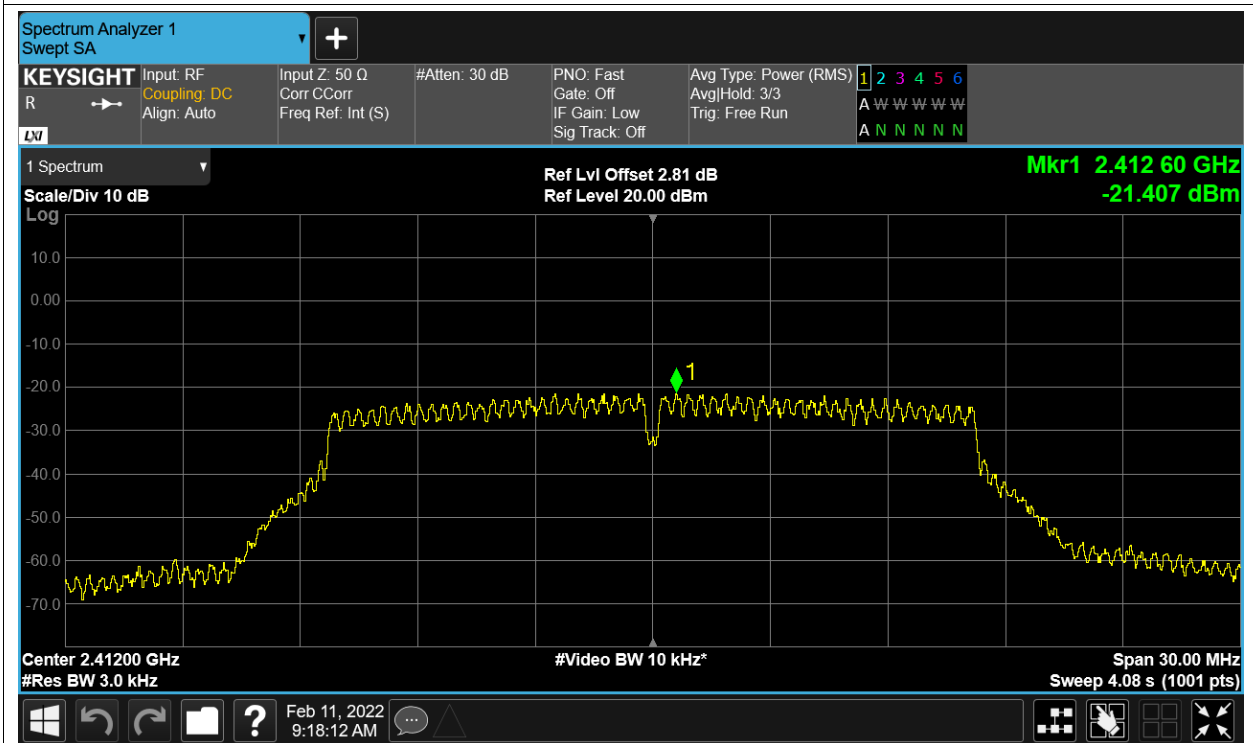 Spectrum Analyzer 1
Swept SA
KEYSIGHT
R
LXI
Input: RF
Coupling: DC
Align: Auto
Input Z: 50 Ω
Corr CCorr
Freq Ref: Int (S)
#Atten: 30 dB
PNO: Fast
Gate: Off
IF Gain: Low
Sig Track: Off
Avg Type: Power (RMS)
Avg|Hold: 3/3
Trig: Free Run
1 2 3 4 5 6
A W W W W W
A N N N N N
1 Spectrum
Scale/Div 10 dB
Log
Ref Lvl Offset 2.81 dB
Ref Level 20.00 dBm
Mkr1 2.412 60 GHz
-21.407 dBm
10.0
0.00
-10.0
-20.0
-30.0
-40.0
-50.0
-60.0
-70.0
1
Center 2.41200 GHz
#Res BW 3.0 kHz
#Video BW 10 kHz*
Span 30.00 MHz
Sweep 4.08 s (1001 pts)
?
Feb 11, 2022
9:18:12 AM